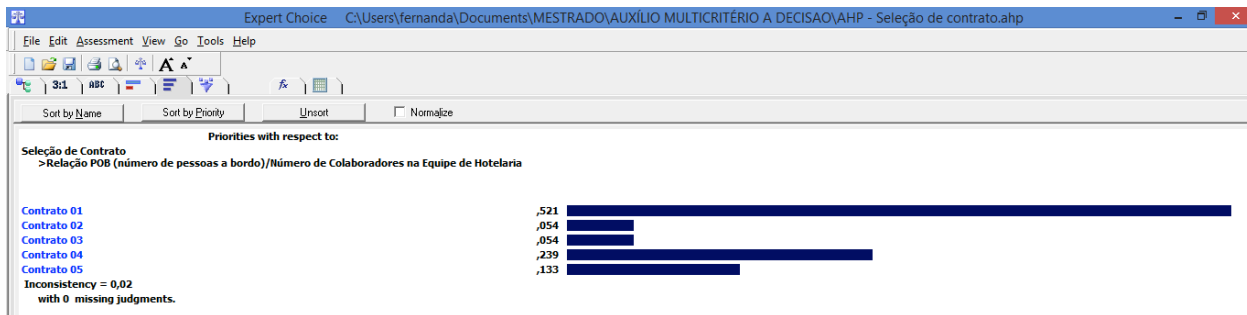 Expert Choice C:\Users\fernanda\Documents\MESTRADO\AUXÍLIO MULTICRITÉRIO A DECISAO\AHP - Seleção de contrato.ahp
File Edit Assessment View Go Tools Help
3:1 ABC fx
Sort by Name Sort by Priority Unsort Normalize
Priorities with respect to:
Seleção de Contrato
>Relação POB (número de pessoas a bordo)/Número de Colaboradores na Equipe de Hotelaria
Contrato 01 ,521
Contrato 02 ,054
Contrato 03 ,054
Contrato 04 ,239
Contrato 05 ,133
Inconsistency = 0,02
with 0 missing judgments.